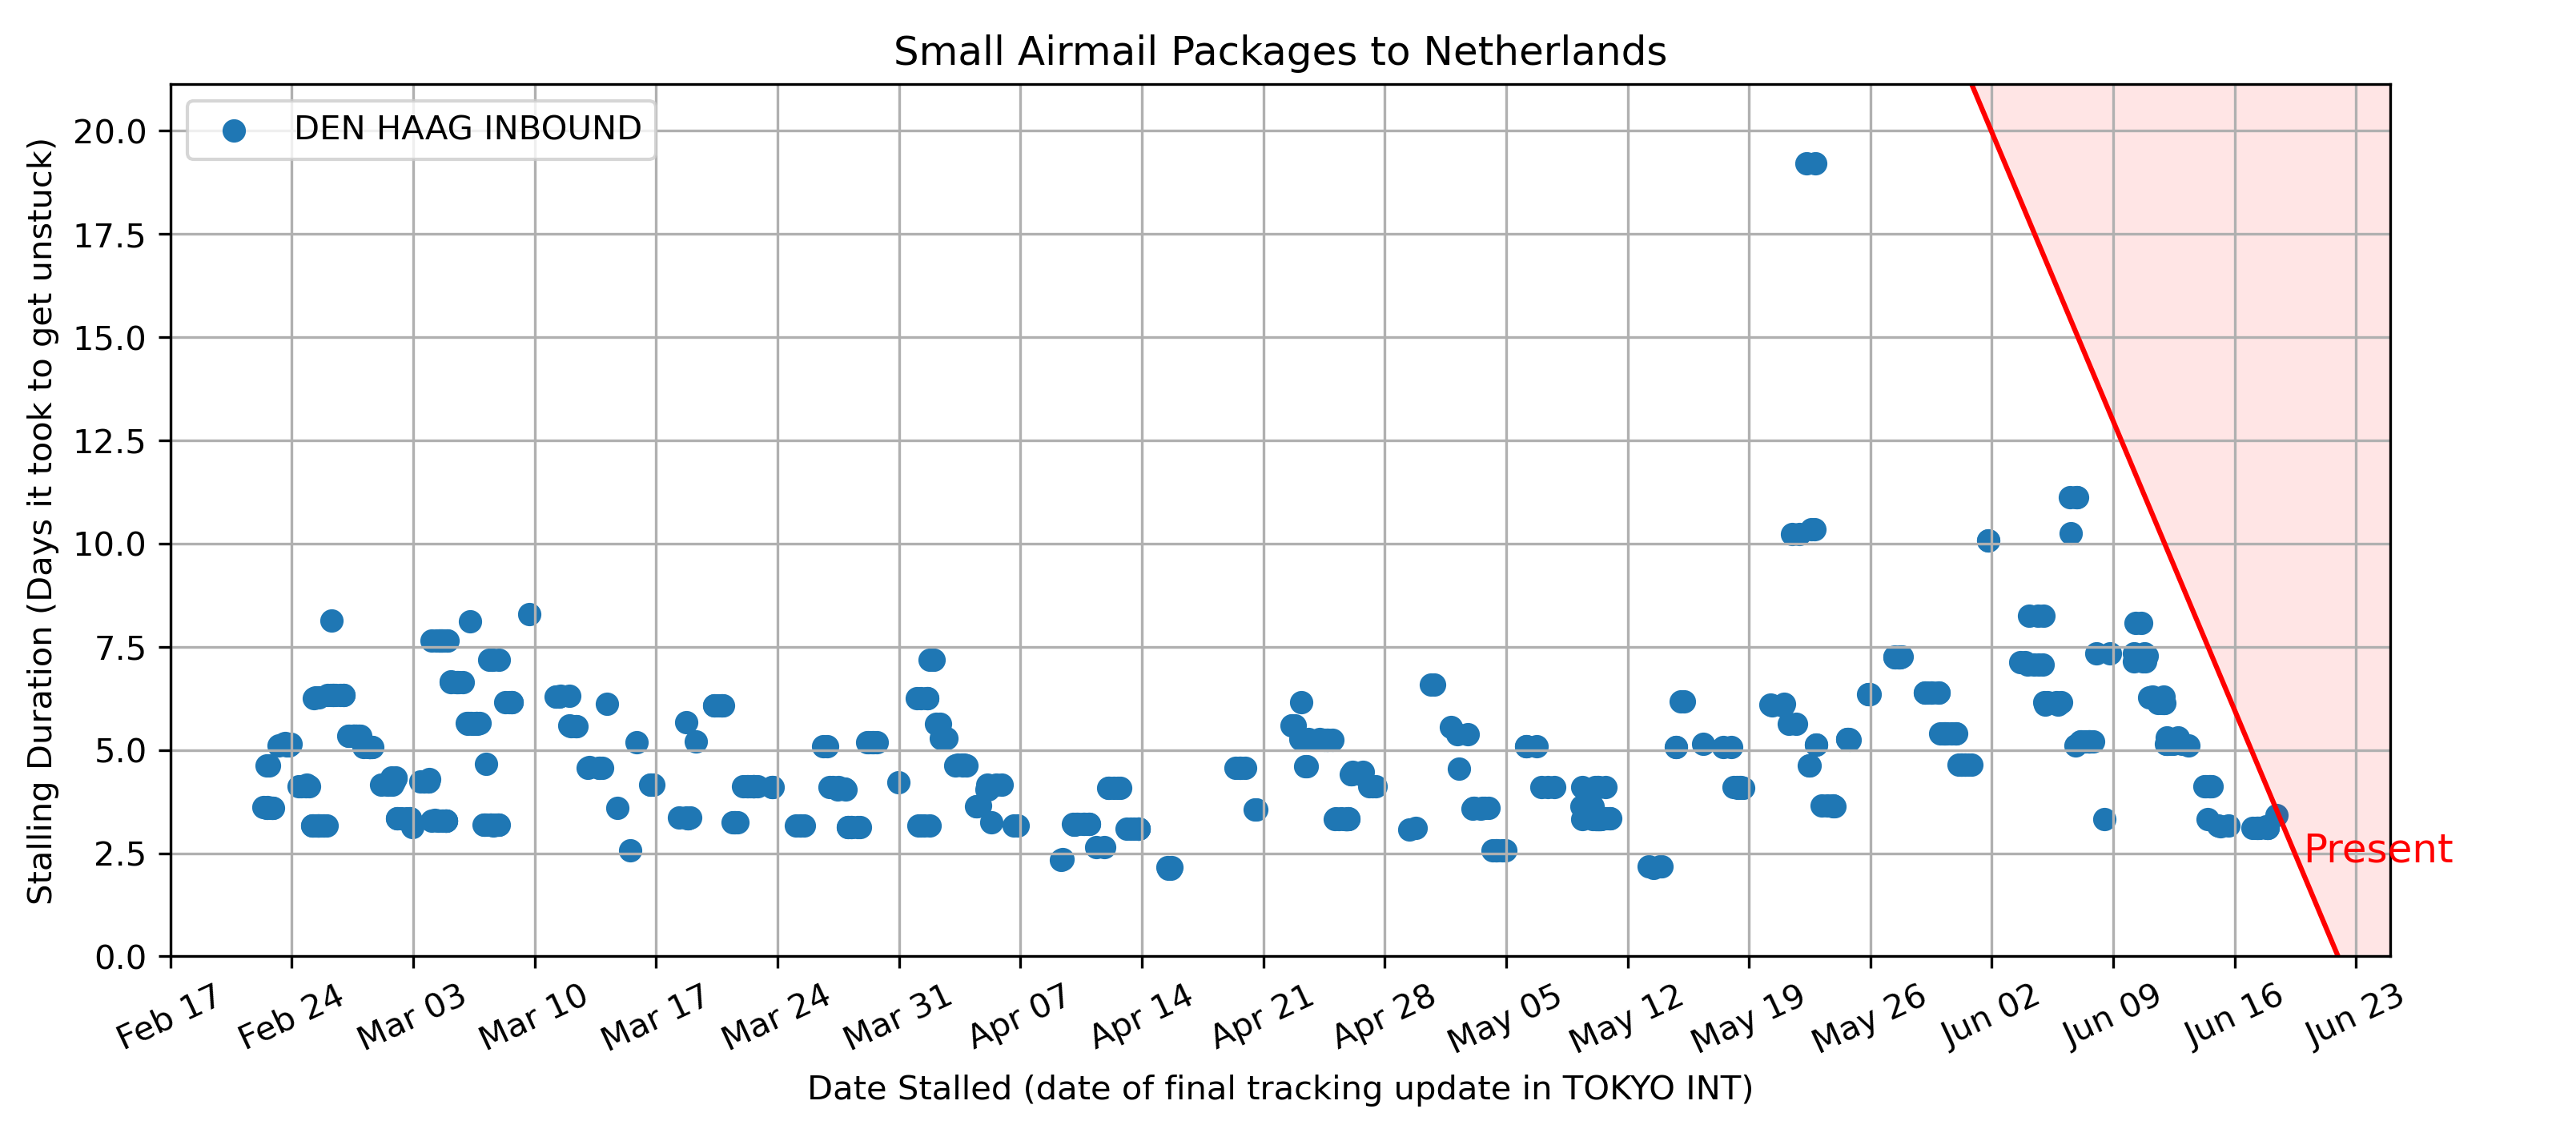 Small Airmail Packages to Netherlands
DEN HAAG INBOUND
Stalling Duration (Days it took to get unstuck)
20.0
17.5
15.0
12.5
10.0
7.5
5.0
2.5
0.0
Present
Feb 17
Feb 24
Mar 03
Mar 10
Mar 17
Mar 24
Mar 31
Apr 07
Apr 14
Apr 21
Apr 28
May 05
May 12
May 19
May 26
Jun 02
Jun 09
Jun 16
Jun 23
Date Stalled (date of final tracking update in TOKYO INT)